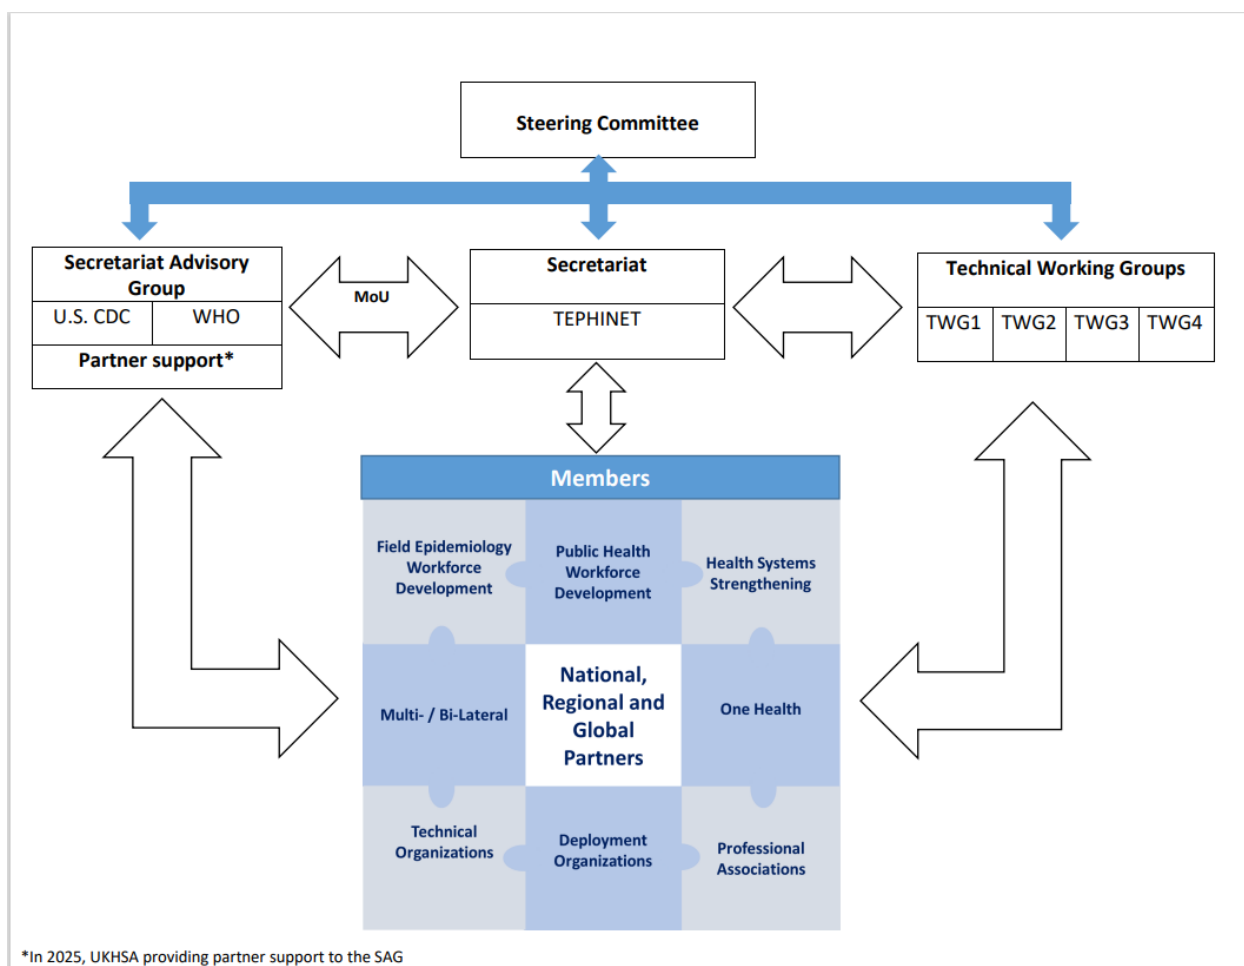 Steering Committee
Secretariat Advisory
Group
U.S. CDC
WHO
Partner support*
MoU
Secretariat
TEPHINET
Technical Working Groups
TWG1
TWG2
TWG3
TWG4
Members
Field Epidemiology
Workforce
Development
Public Health
Workforce
Development
Health Systems
Strengthening
Multi- / Bi-Lateral
National,
Regional and
Global
Partners
One Health
Technical
Organizations
Deployment
Organizations
Professional
Associations
*In 2025, UKHSA providing partner support to the SAG